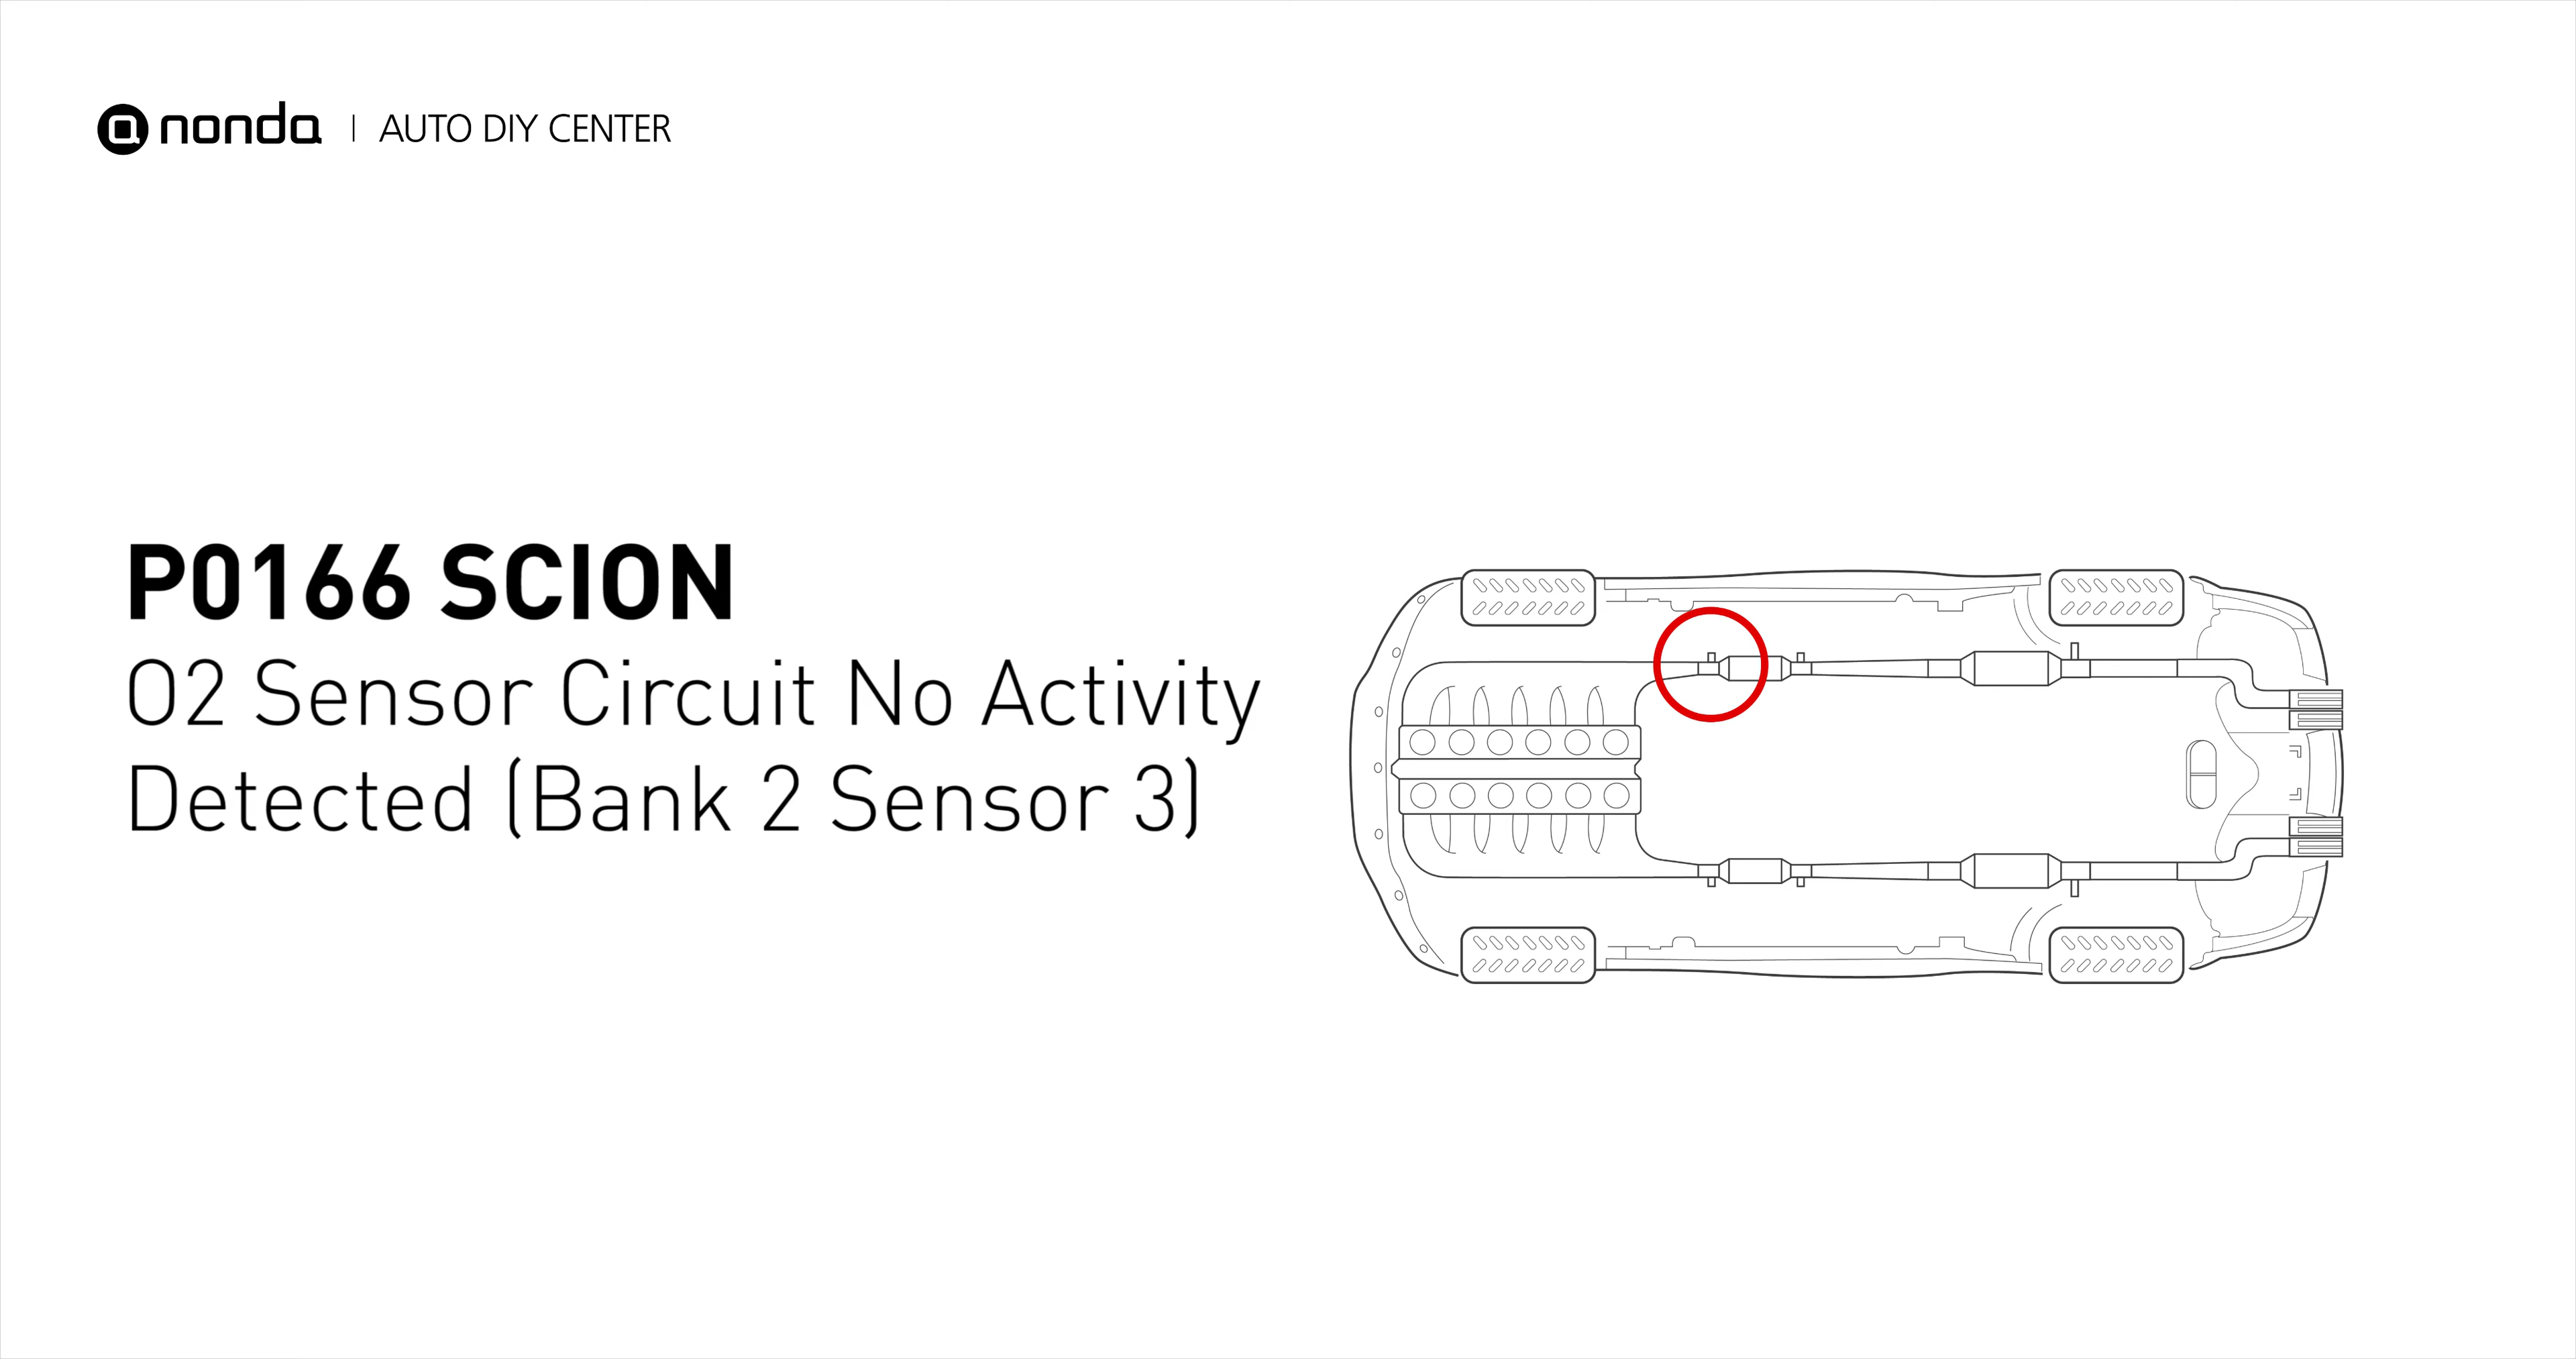 nonda | AUTO DIY CENTER
P0166 SCION
O2 Sensor Circuit No Activity
Detected (Bank 2 Sensor 3)